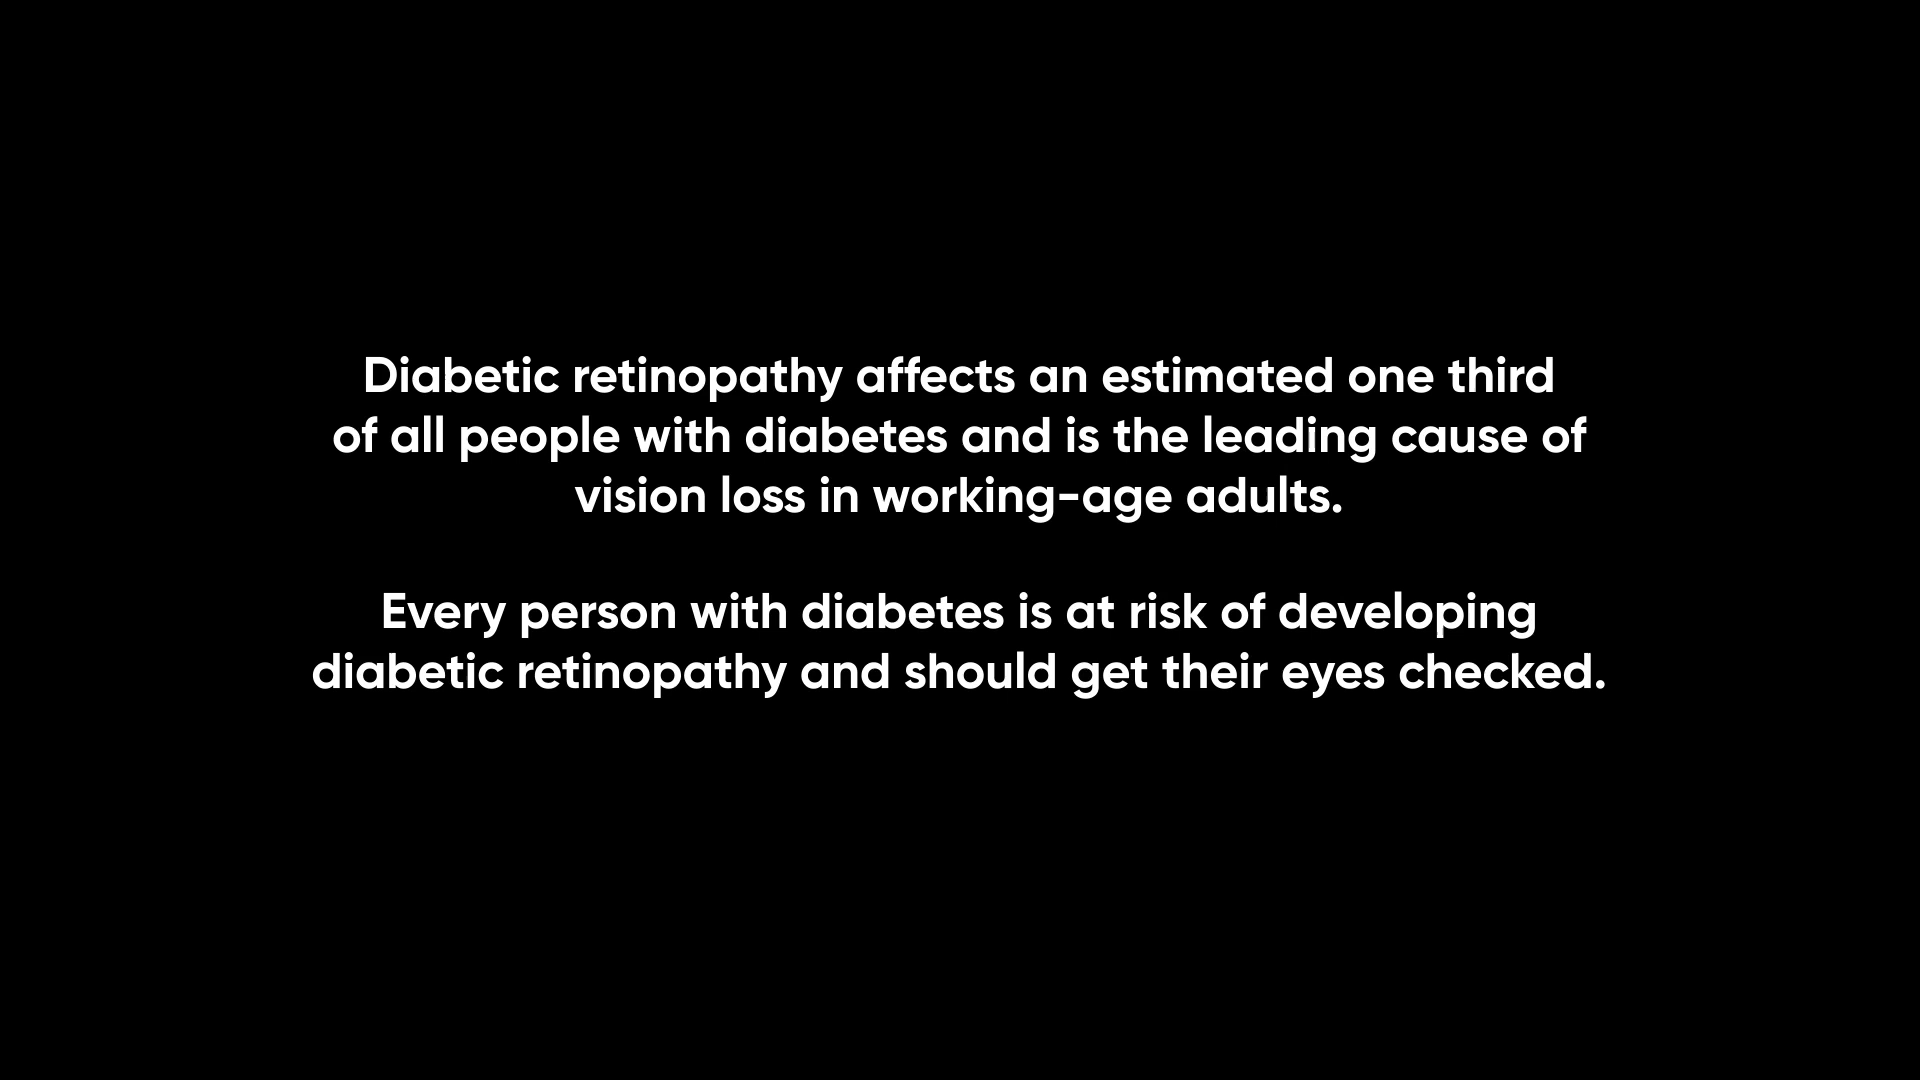 Diabetic retinopathy affects an estimated one third
of all people with diabetes and is the leading cause of
vision loss in working-age adults.
Every person with diabetes is at risk of developing
diabetic retinopathy and should get their eyes checked.